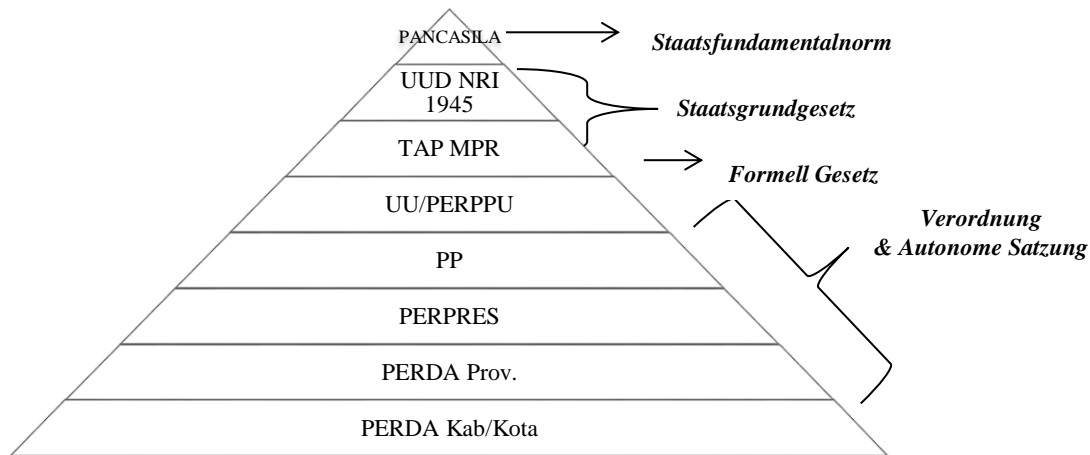 PANCASILA
Staatsfundamentalnorm
UUD NRI
1945
Staatsgrundgesetz
TAP MPR
Formell Gesetz
UU/PERPPU
Verordnung
& Autonome Satzung
PP
PERPRES
PERDA Prov.
PERDA Kab/Kota